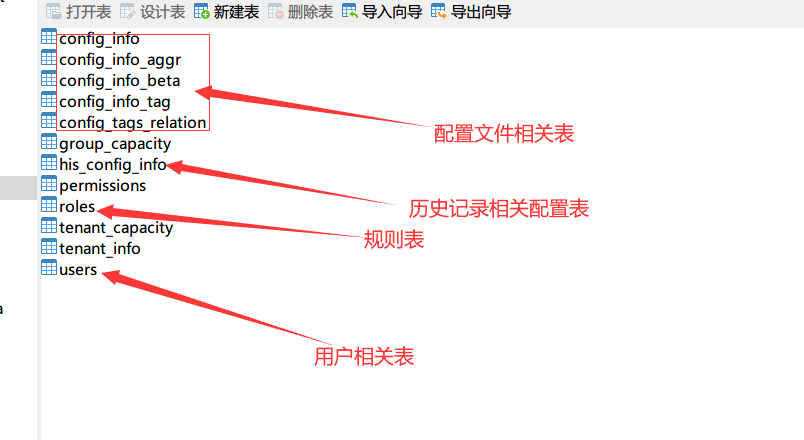 打开表 设计表 新建表 删除表 导入向导 导出向导
config_info
config_info_aggr
config_info_beta
config_info_tag
config_tags_relation
配置文件相关表
group_capacity
his_config_info
permissions
roles
历史记录相关配置表
tenant_capacity
规则表
tenant_info
users
用户相关表